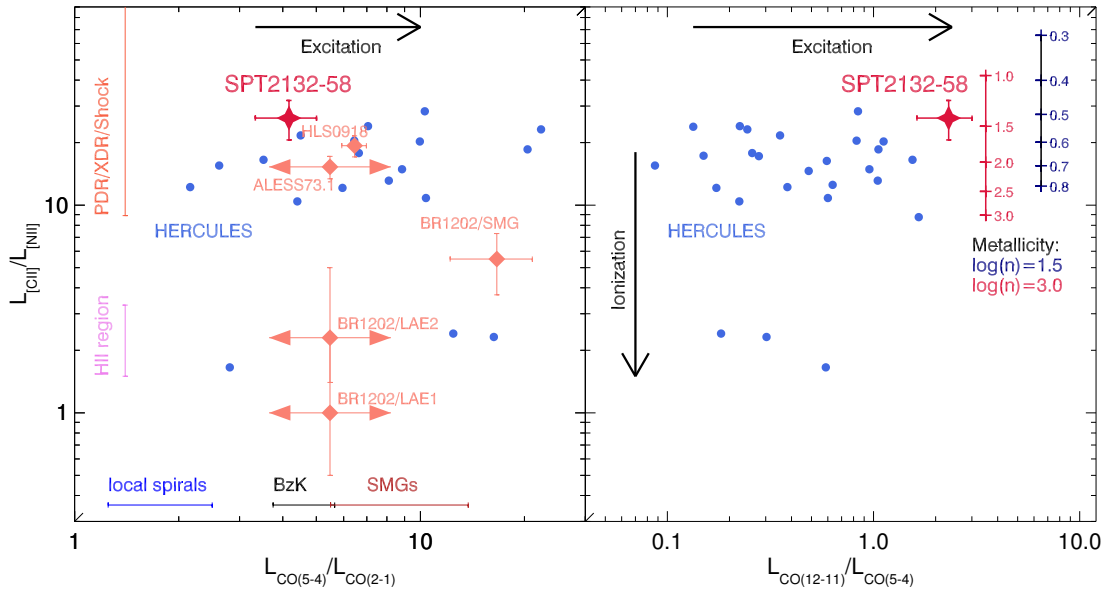 Excitation
SPT2132-58
HLS0918
ALESS73.1
HERCULES
BR1202/SMG
BR1202/LAE2
BR1202/LAE1
PDR/XDR/Shock
HII region
local spirals
BzK
SMGs
10
1
L[CII]/L[NII]
1
10
LCO(5-4)/LCO(2-1)
Excitation
SPT2132-58
HERCULES
Ionization
1.0
1.5
2.0
2.5
3.0
0.3
0.4
0.5
0.6
0.7
0.8
Metallicity:
log(n)=1.5
log(n)=3.0
0.1
1.0
10.0
LCO(12-11)/LCO(5-4)